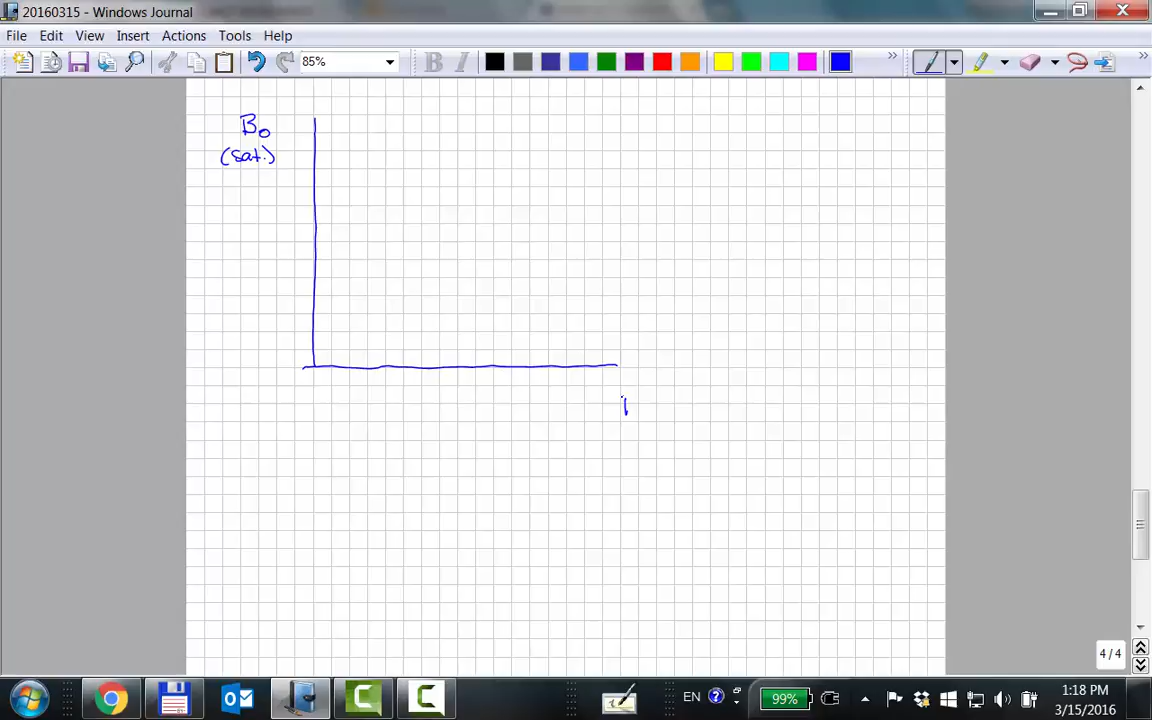 20160315 - Windows Journal
File Edit View Insert Actions Tools Help
85%
B I
B₀
(sat.)
4 / 4
EN
99%
1:18 PM
3/15/2016